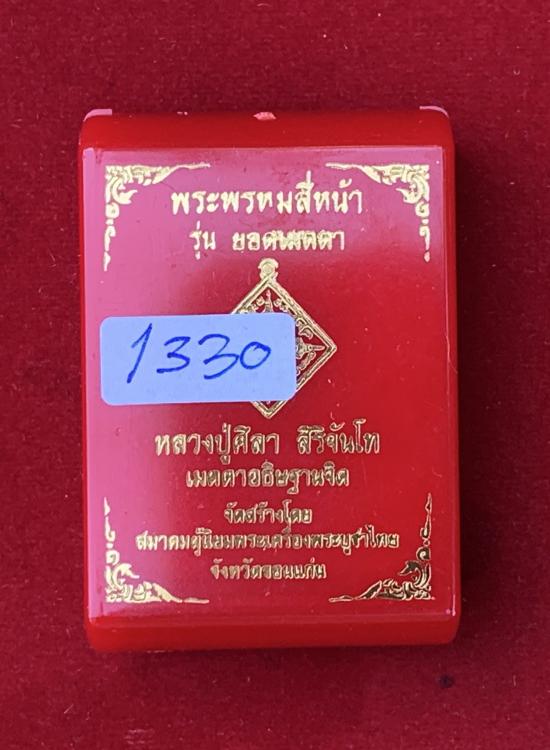 พระพรหมสี่หน้า
รุ่น ยอดเมตตา
1330
หลวงปู่ศิลา สิริจันโท
เมตตาอธิษฐานจิต
จัดสร้างโดย
สมาคมผู้นิยมพระเครื่องพระบูชาไทย
จังหวัดขอนแก่น